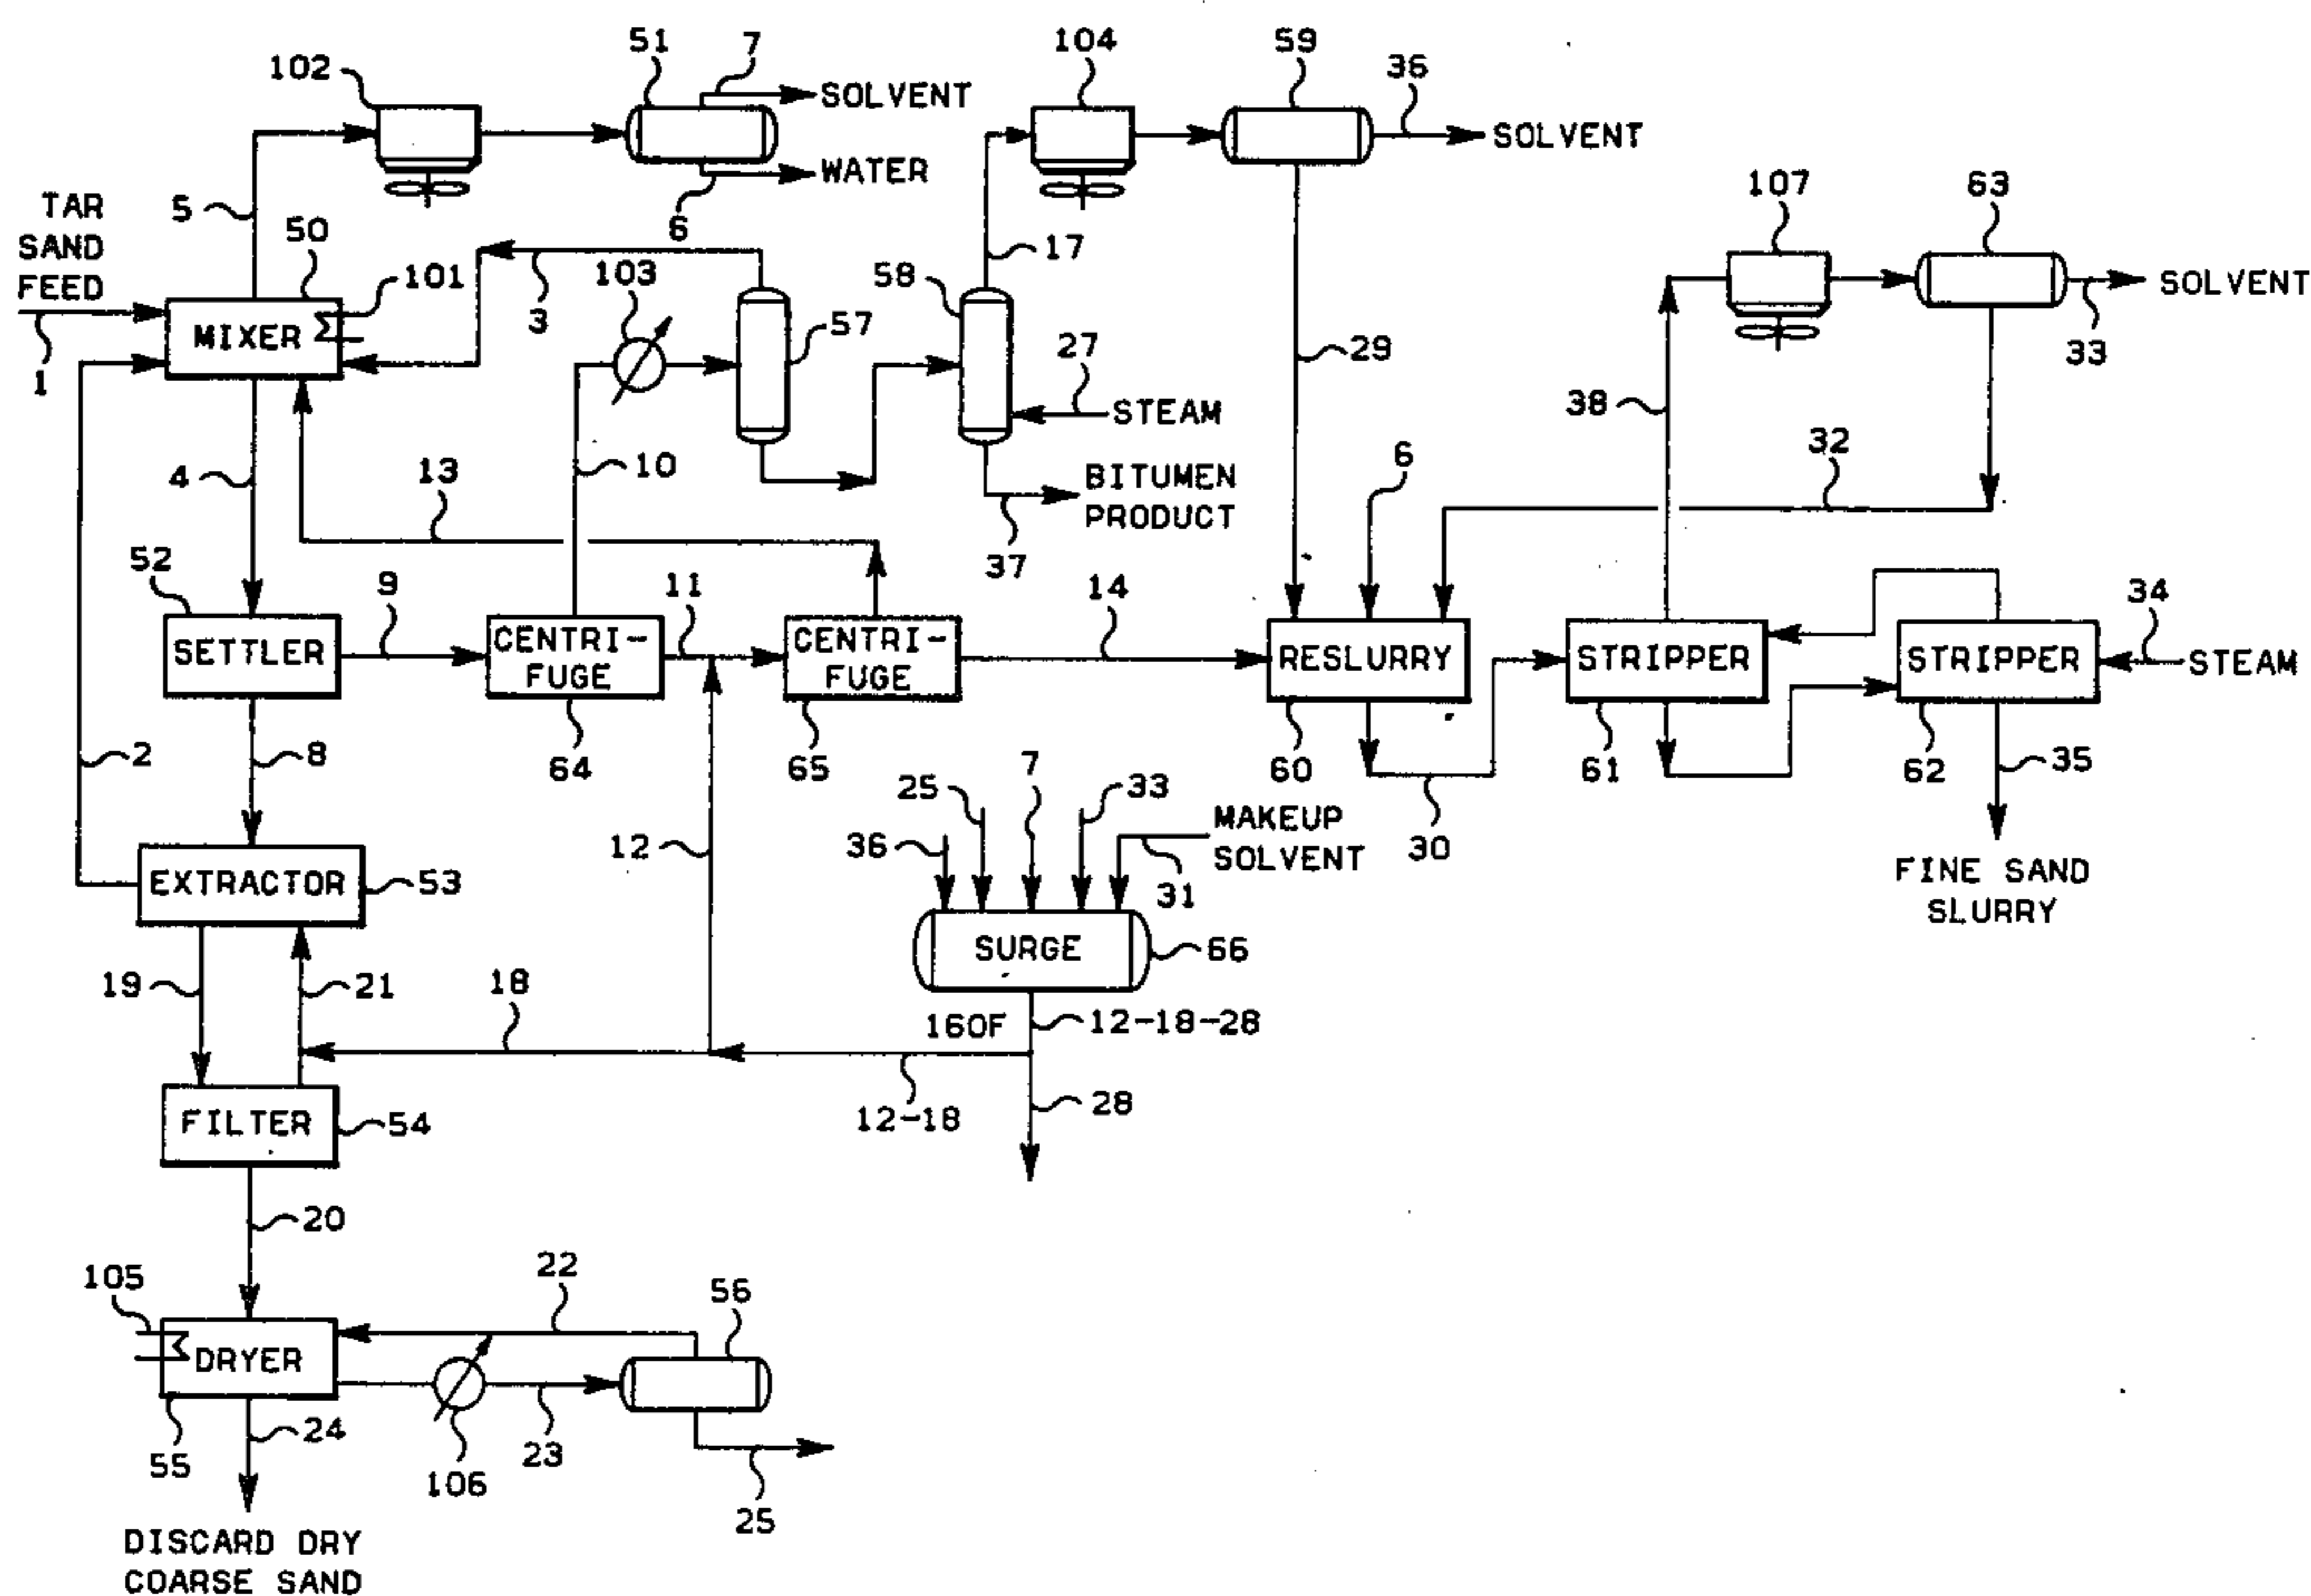 51
7
104
59
36
102
SOLVENT
SOLVENT
WATER
TAR
SAND
FEED
5
50
6
107
63
101
103
58
17
SOLVENT
MIXER
3
57
27
29
33
1
STEAM
38
4
13
10
6
32
BITUMEN
PRODUCT
37
52
9
11
14
34
SETTLER
CENTRI-
FUGE
CENTRI-
FUGE
RESLURRY
STRIPPER
STRIPPER
STEAM
2
8
64
65
60
61
62
35
7
25
33
MAKEUP
SOLVENT
12
36
30
31
EXTRACTOR
53
FINE SAND
SLURRY
SURGE
66
19
21
18
160F
12-18-28
12-18
28
FILTER
54
20
105
22
56
DRYER
55
24
106
23
25
DISCARD DRY
COARSE SAND